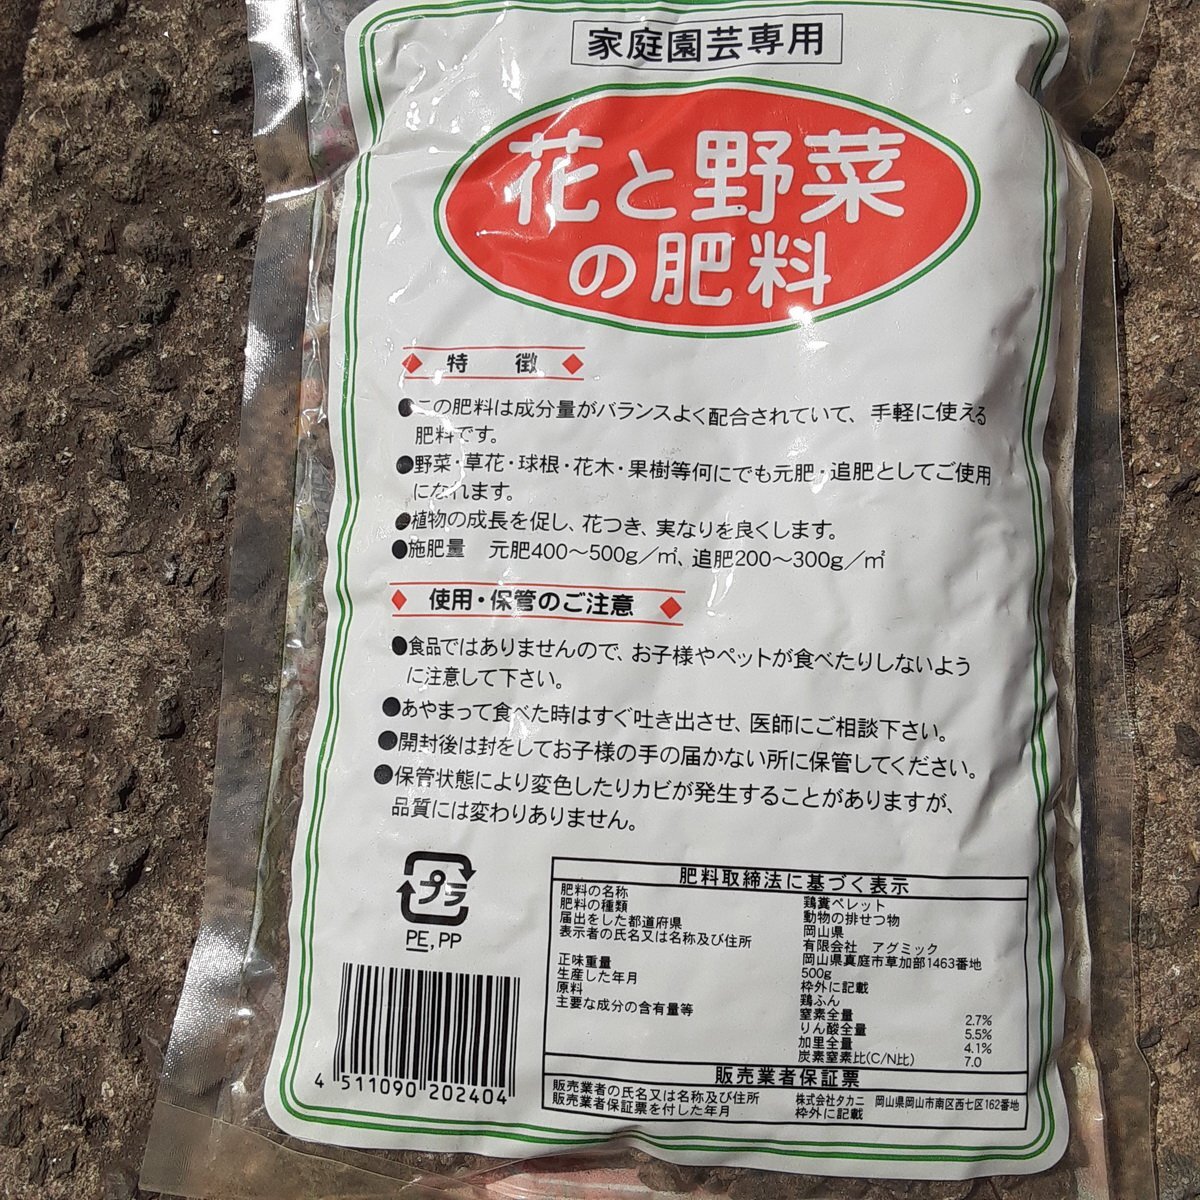 家庭園芸専用
花と野菜
の肥料
特 徴
●この肥料は成分量がバランスよく配合されていて、手軽に使える
肥料です。
●野菜・草花・球根・花木・果樹等何にでも元肥・追肥としてご使用
になれます。
●植物の成長を促し、花つき、実なりを良くします。
●施肥量 元肥400～500g／㎡、追肥200～300g／㎡
使用・保管のご注意
●食品ではありませんので、お子様やペットが食べたりしないよう
に注意して下さい。
●あやまって食べた時はすぐ吐き出させ、医師にご相談下さい。
●開封後は封をしてお子様の手の届かない所に保管してください。
●保管状態により変色したりカビが発生することがありますが、
品質には変わりありません。
プラ
PE,PP
4 511090 202404
肥料取締法に基づく表示
肥料の名称 鶏糞ペレット
肥料の種類 動物の排せつ物
届出をした都道府県 岡山県
表示者の氏名又は名称及び住所 有限会社 アグミック
岡山県真庭市草加部1463番地
正味重量 500g
生産した年月 枠外に記載
原料 鶏ふん
主要な成分の含有量等 窒素全量 2.7%
りん酸全量 5.5%
加里全量 4.1%
炭素窒素比(C/N比) 7.0
販売業者保証票
販売業者の氏名又は名称及び住所 株式会社タカニ 岡山県岡山市南区西七区162番地
販売業者保証票を付した年月 枠外に記載